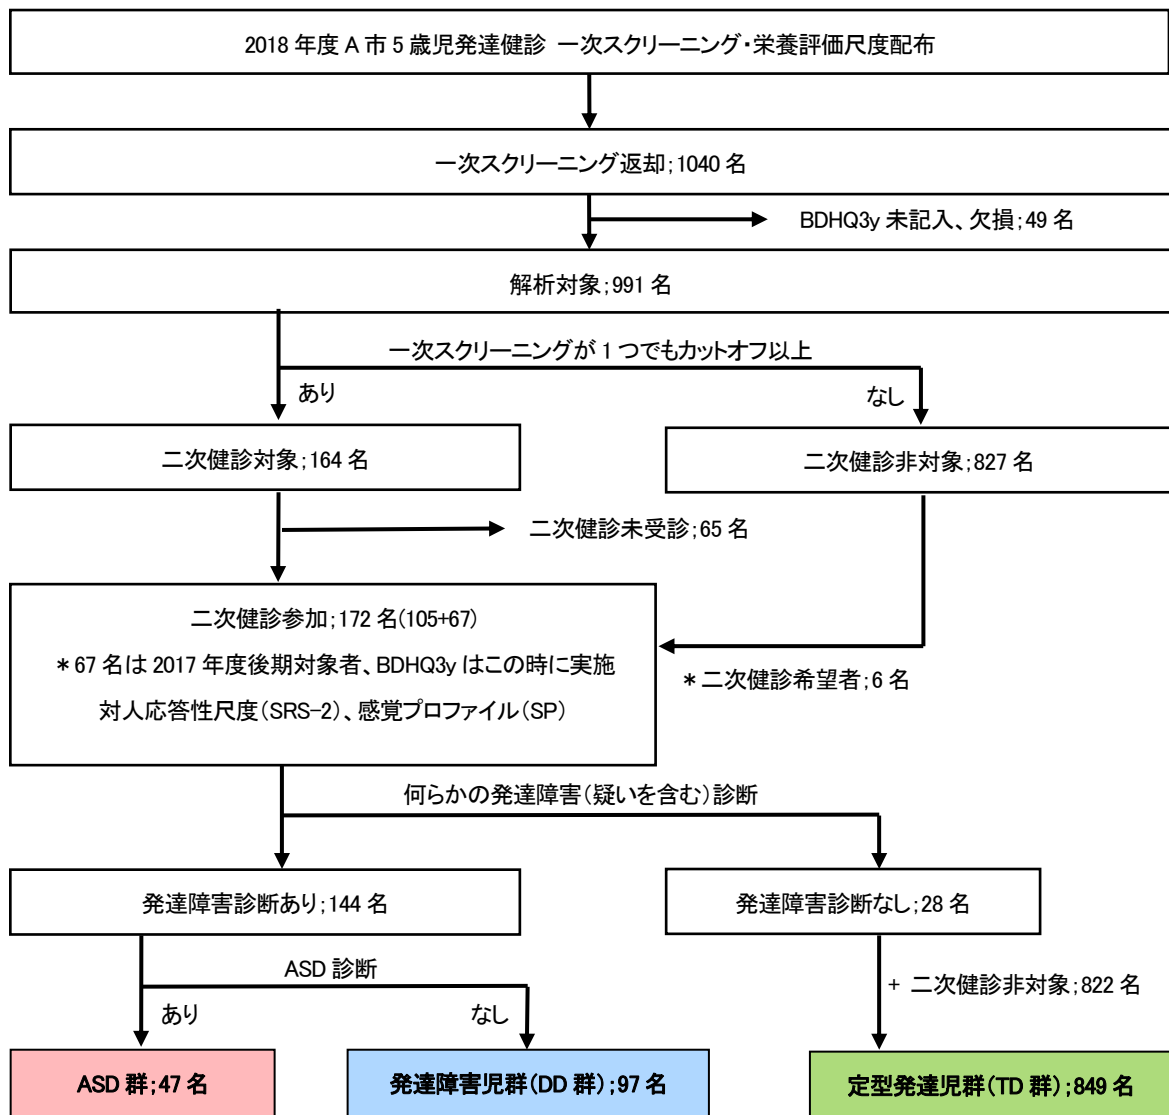 2018 年度 A 市 5 歳児発達健診 一次スクリーニング・栄養評価尺度配布
一次スクリーニング返却;1040 名
BDHQ3y 未記入、欠損;49 名
解析対象;991 名
一次スクリーニングが 1 つでもカットオフ以上
あり
なし
二次健診対象;164 名
二次健診非対象;827 名
二次健診未受診;65 名
二次健診参加;172 名(105+67)
*67 名は 2017 年度後期対象者、BDHQ3y はこの時に実施
対人応答性尺度(SRS-2)、感覚プロファイル(SP)
*二次健診希望者;6 名
何らかの発達障害(疑いを含む)診断
発達障害診断あり;144 名
発達障害診断なし;28 名
ASD 診断
あり
なし
+ 二次健診非対象;822 名
ASD 群;47 名
発達障害児群(DD 群);97 名
定型発達児群(TD 群);849 名